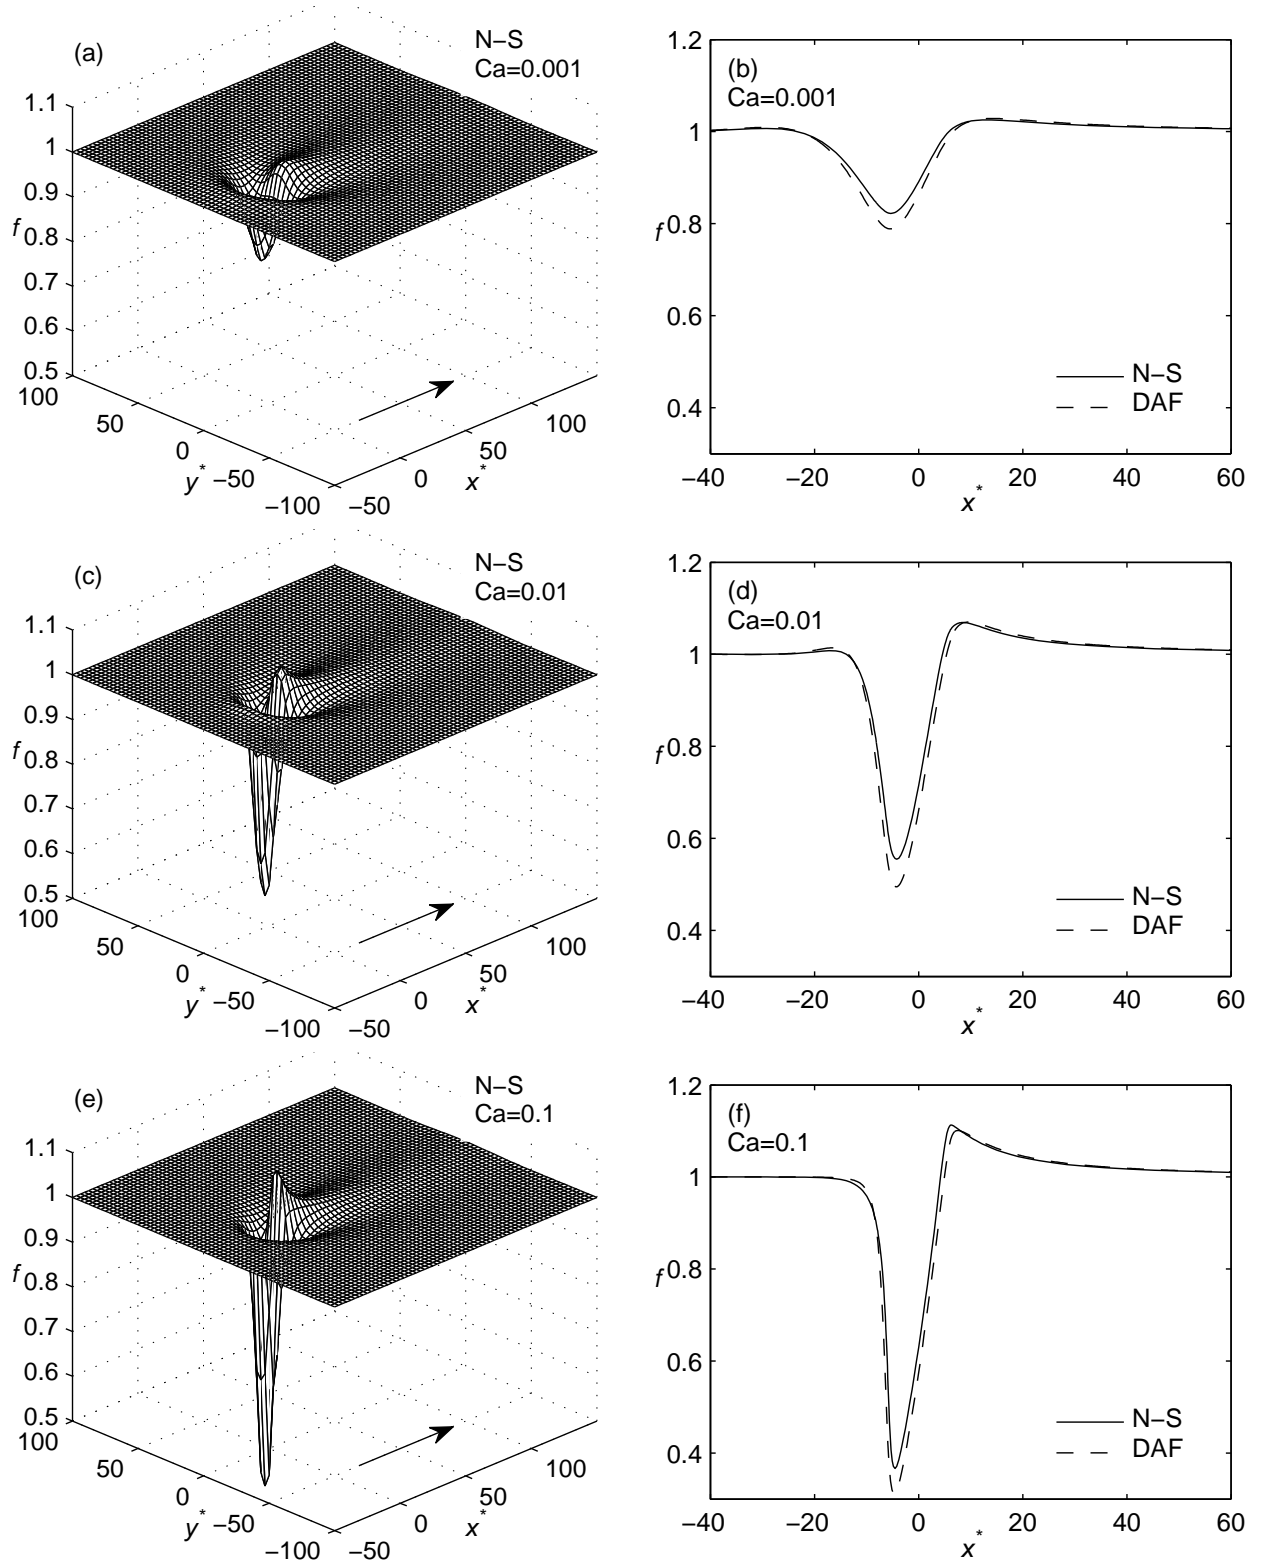 (a)
N−S
Ca=0.001
1.1
1
0.9
f
0.8
0.7
0.6
0.5
100
50
0
y*
−50
−100
−50
0
x*
50
100
(b)
Ca=0.001
1.2
1
0.8
f
0.6
0.4
N−S
DAF
−40
−20
0
20
40
60
x*
(c)
N−S
Ca=0.01
1.1
1
0.9
f
0.8
0.7
0.6
0.5
100
50
0
y*
−50
−100
−50
0
x*
50
100
(d)
Ca=0.01
1.2
1
0.8
f
0.6
0.4
N−S
DAF
−40
−20
0
20
40
60
x*
(e)
N−S
Ca=0.1
1.1
1
0.9
f
0.8
0.7
0.6
0.5
100
50
0
y*
−50
−100
−50
0
x*
50
100
(f)
Ca=0.1
1.2
1
0.8
f
0.6
0.4
N−S
DAF
−40
−20
0
20
40
60
x*